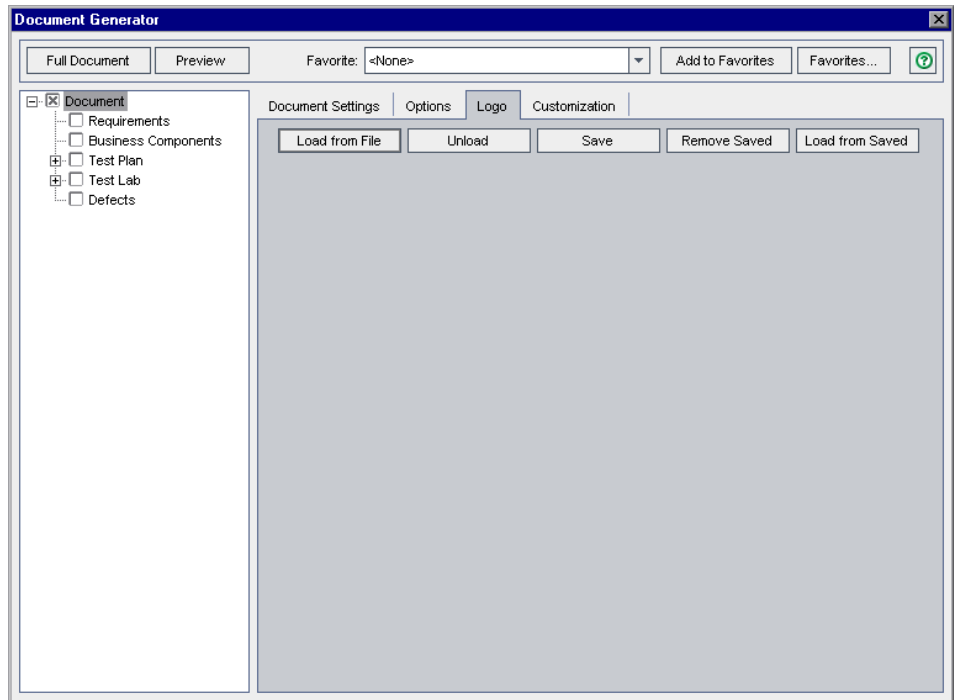 Document Generator
Full Document Preview Favorite: <None> Add to Favorites Favorites...
Document Settings Options Logo Customization
Load from File Unload Save Remove Saved Load from Saved
Document
Requirements
Business Components
Test Plan
Test Lab
Defects